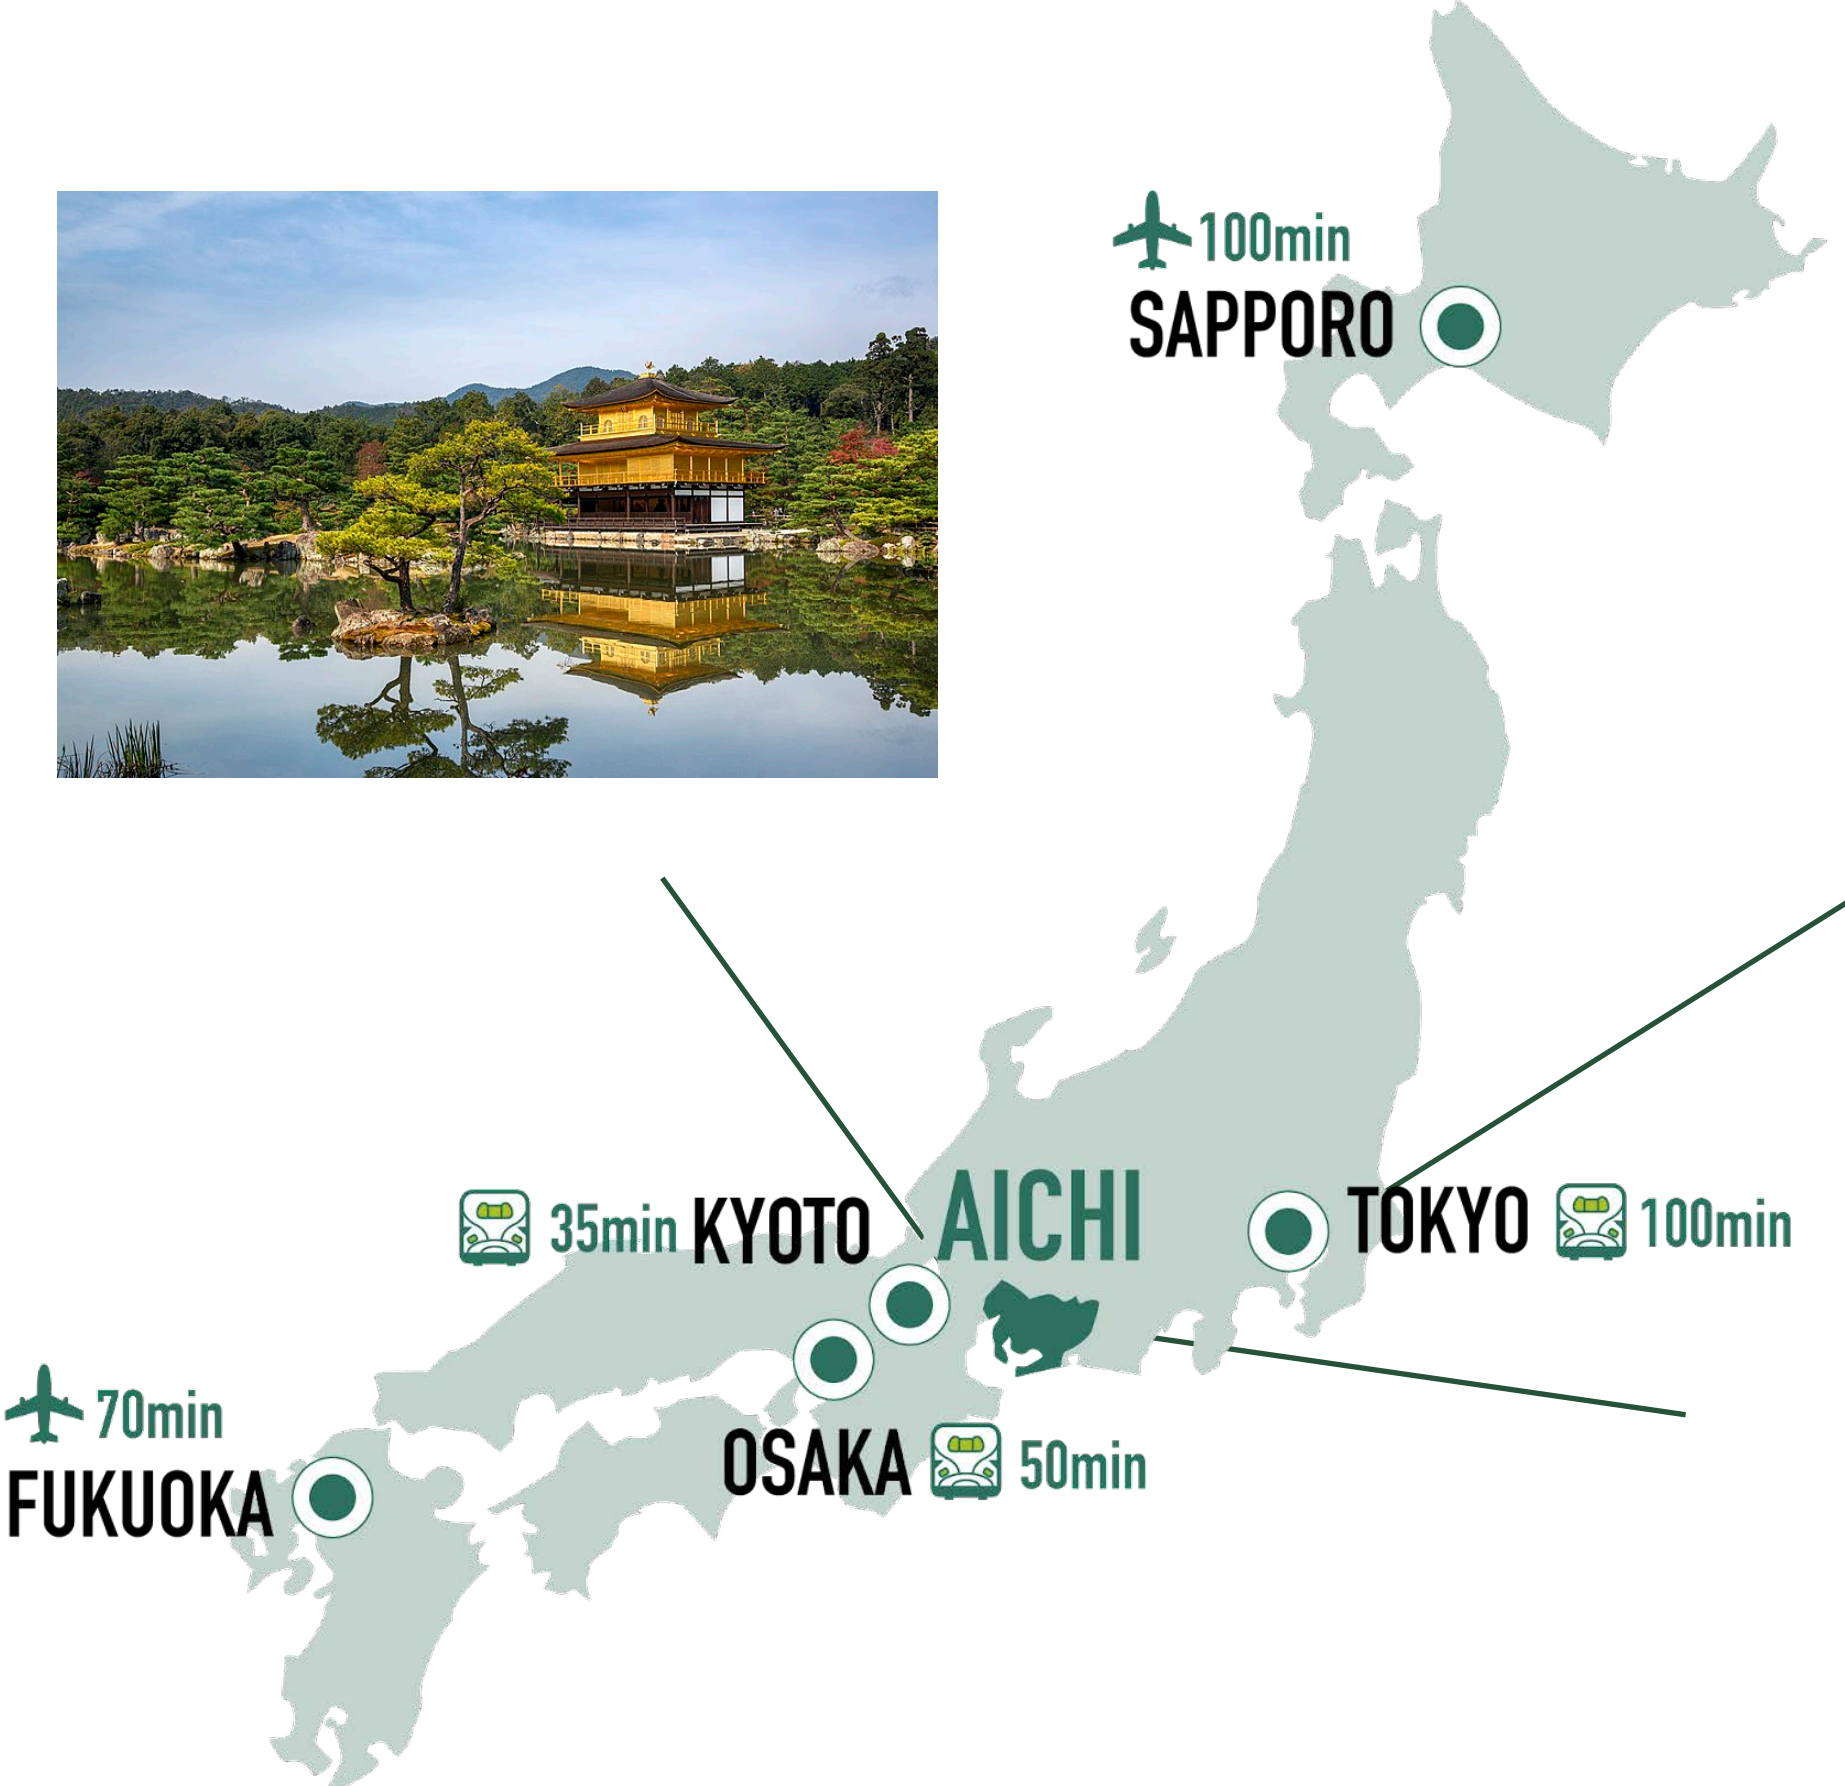 100min
SAPPORO
35min KYOTO
AICHI
TOKYO 100min
70min
FUKUOKA
OSAKA 50min